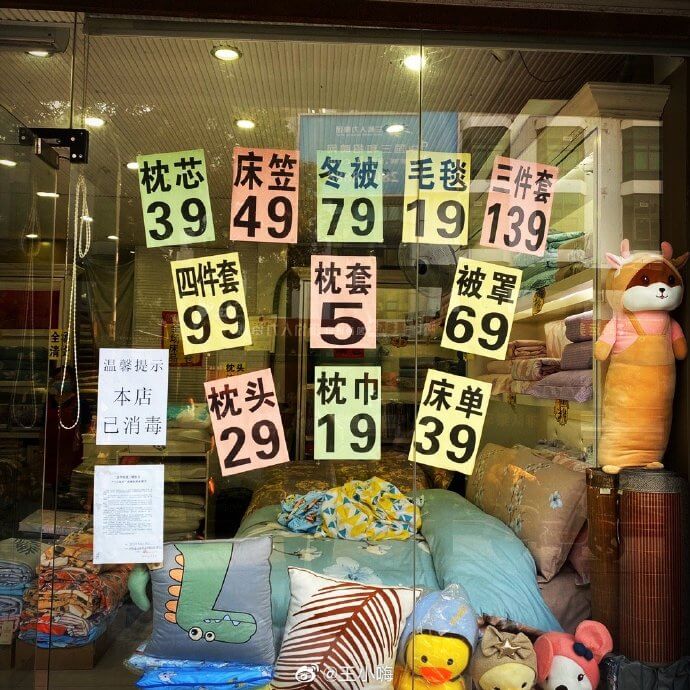 枕芯
39
床笠
49
冬被
79
毛毯
19
三件套
139
四件套
99
枕套
5
被罩
69
枕头
29
枕巾
19
床单
39
温馨提示
本店
已消毒
@王小嗨